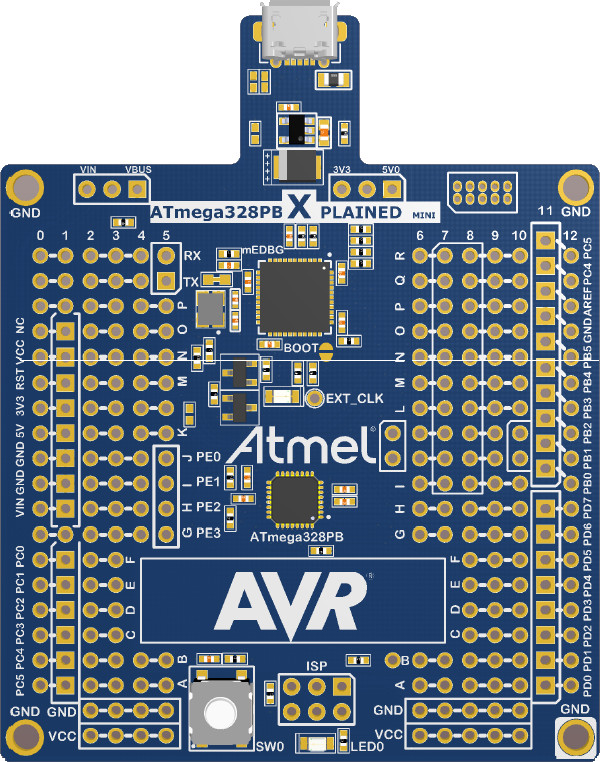 VIN VBUS
3V3 5V0
GND
GND
ATmega328PB X PLAINED MINI
11
0 1 2 3 4 5
6 7 8 9 10 12
RX
mEDBG
TX
R
Q
P
O
N
M
L
I
H
G
P
O
N
M
K
J PE0
I PE1
H PE2
G PE3
NC
VCC
RST
3V3
5V
GND
GND
VIN
BOOT
EXT_CLK
Atmel®
ATmega328PB
PC5
PC4
AREF
GND
PB5
PB4
PB3
PB2
PB1
PB0
PD7
PD6
PD5
PD4
PD3
PD2
PD1
PD0
PC0
PC1
PC2
PC3
PC4
PC5
F
E
D
C
B
A
F
E
D
C
B
A
AVR®
ISP
SW0
LED0
GND GND
VCC
GND GND
VCC